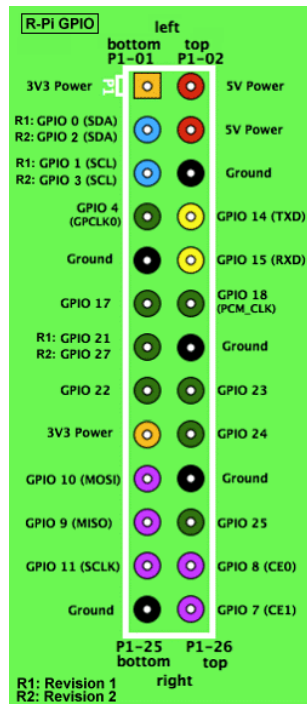 R-Pi GPIO
left
bottom top
P1-01 P1-02
3V3 Power P1 5V Power
R1: GPIO 0 (SDA)
R2: GPIO 2 (SDA) 5V Power
R1: GPIO 1 (SCL)
R2: GPIO 3 (SCL) Ground
GPIO 4
(GPCLK0) GPIO 14 (TXD)
Ground GPIO 15 (RXD)
GPIO 17 GPIO 18
(PCM_CLK)
R1: GPIO 21
R2: GPIO 27 Ground
GPIO 22 GPIO 23
3V3 Power GPIO 24
GPIO 10 (MOSI) Ground
GPIO 9 (MISO) GPIO 25
GPIO 11 (SCLK) GPIO 8 (CE0)
Ground GPIO 7 (CE1)
P1-25 P1-26
bottom top
right
R1: Revision 1
R2: Revision 2